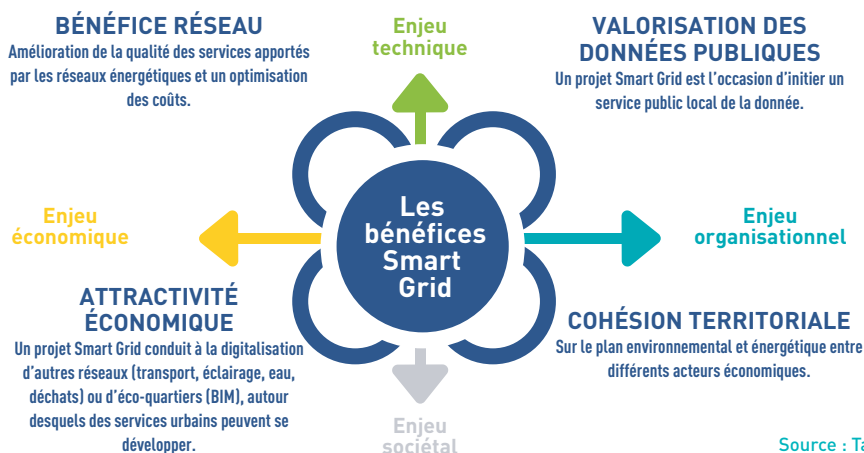 BÉNÉFICE RÉSEAU
Amélioration de la qualité des services apportés
par les réseaux énergétiques et un optimisation
des coûts.
Enjeu
technique
VALORISATION DES
DONNÉES PUBLIQUES
Un projet Smart Grid est l’occasion d’initier un
service public local de la donnée.
Enjeu
économique
Les
bénéfices
Smart
Grid
Enjeu
organisationnel
ATTRACTIVITÉ
ÉCONOMIQUE
Un projet Smart Grid conduit à la digitalisation
d’autres réseaux (transport, éclairage, eau,
déchats) ou d’éco-quartiers (BIM), autour
desquels des services urbains peuvent se
développer.
COHÉSION TERRITORIALE
Sur le plan environnemental et énergétique entre
différents acteurs économiques.
Enjeu
sociétal
Source :